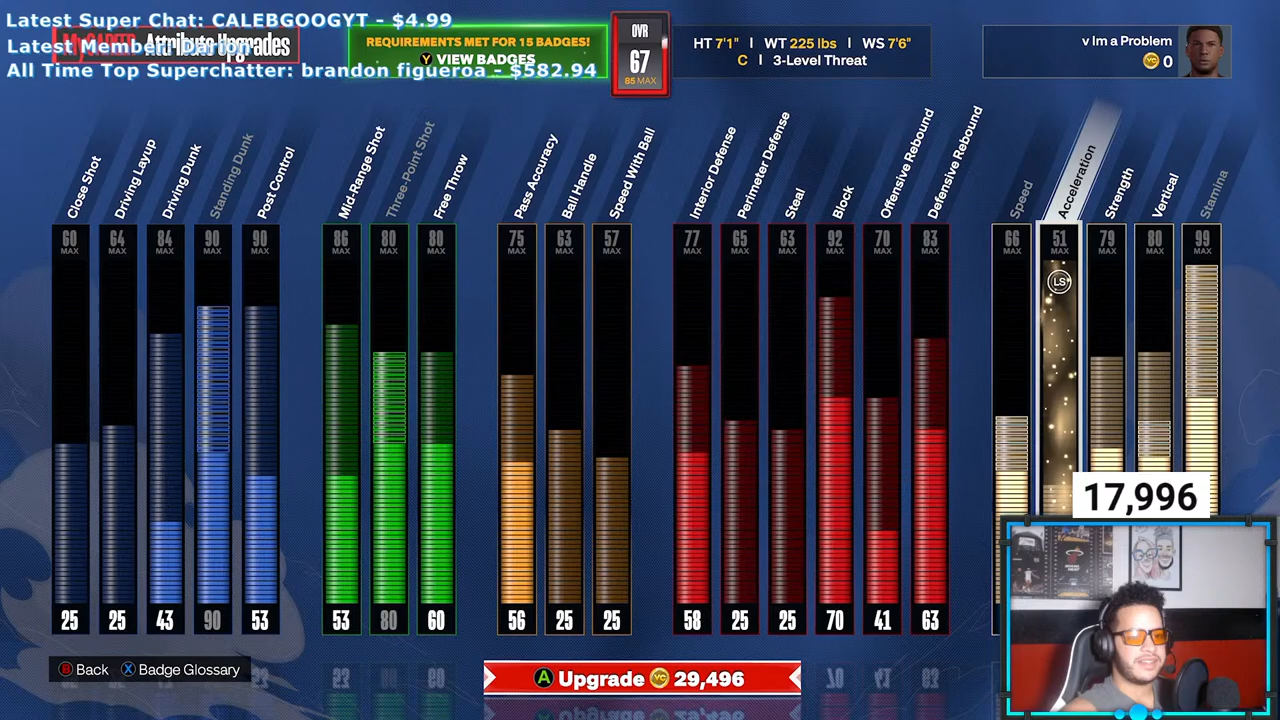 Latest Super Chat: CALEBGOOGYT - $4.99
Latest Member: Darion
All Time Top Superchatter: brandon figueroa - $582.94
MyCAREER
Attribute Upgrades
REQUIREMENTS MET FOR 15 BADGES!
Y VIEW BADGES
OVR
67
85 MAX
HT 7'1" | WT 225 lbs | WS 7'6"
C | 3-Level Threat
v Im a Problem
VC 0
Close Shot
Driving Layup
Driving Dunk
Standing Dunk
Post Control
Mid-Range Shot
Three-Point Shot
Free Throw
Pass Accuracy
Ball Handle
Speed With Ball
Interior Defense
Perimeter Defense
Steal
Block
Offensive Rebound
Defensive Rebound
Speed
Acceleration
Strength
Vertical
Stamina
60 MAX
64 MAX
84 MAX
90 MAX
90 MAX
86 MAX
80 MAX
80 MAX
75 MAX
63 MAX
57 MAX
77 MAX
65 MAX
63 MAX
92 MAX
70 MAX
83 MAX
66 MAX
51 MAX
79 MAX
80 MAX
99 MAX
LS
17,996
25
25
43
90
53
53
80
60
56
25
25
58
25
25
70
41
63
B Back X Badge Glossary
A Upgrade VC 29,496